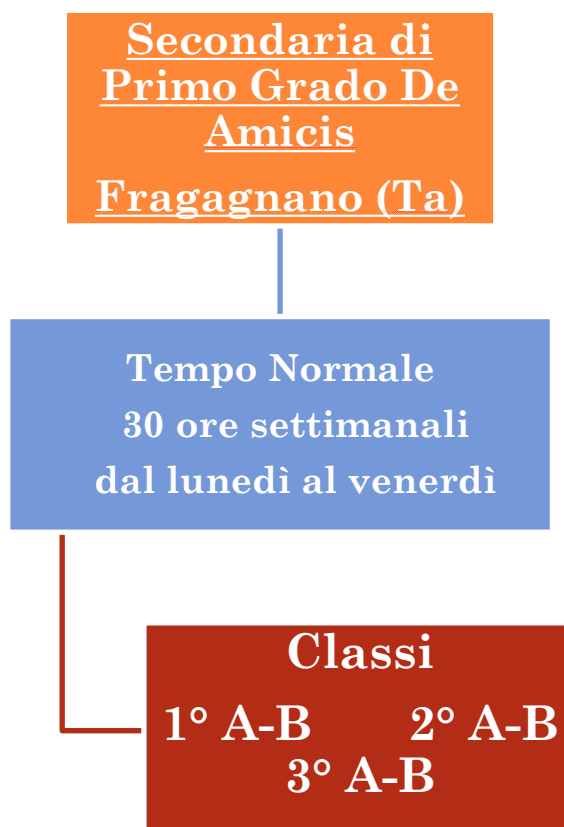 Secondaria di
Primo Grado De
Amicis
Fragagnano (Ta)
Tempo Normale
30 ore settimanali
dal lunedì al venerdì
Classi
1° A-B 2° A-B
3° A-B